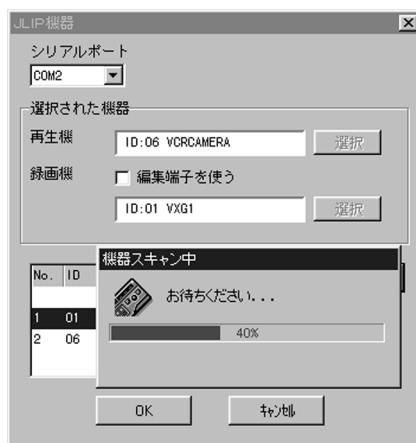 JLIP機器
シリアルポート
COM2
選択された機器
再生機
ID:06 VCRCAMERA
選択
録画機
編集端子を使う
ID:01 VXG1
選択
機器スキャン中
お待ちください...
40%
No. ID
1 01
2 06
OK
ｷｬﾝｾﾙ